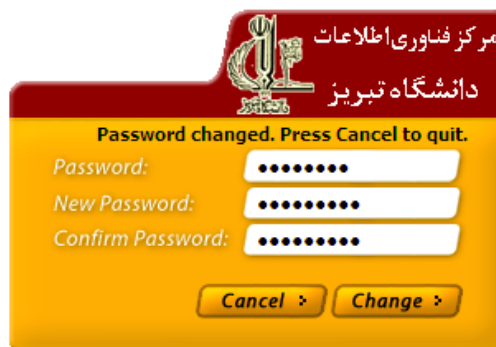 مرکز فناوری اطلاعات
دانشگاه تبریز
Password changed. Press Cancel to quit.
Password: ••••••••
New Password: •••••••••
Confirm Password: •••••••••
Cancel Change